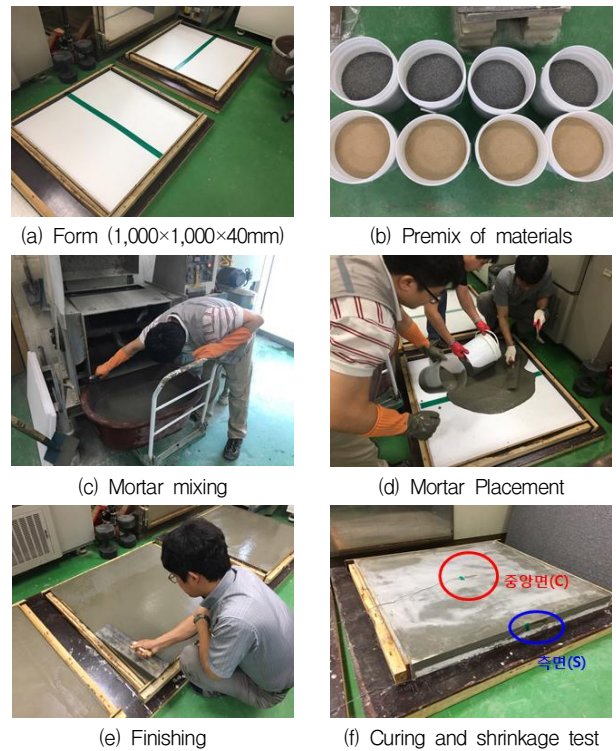 (a) Form (1,000×1,000×40mm)
(b) Premix of materials
(c) Mortar mixing
(d) Mortar Placement
중앙면(C)
측면(S)
(e) Finishing
(f) Curing and shrinkage test